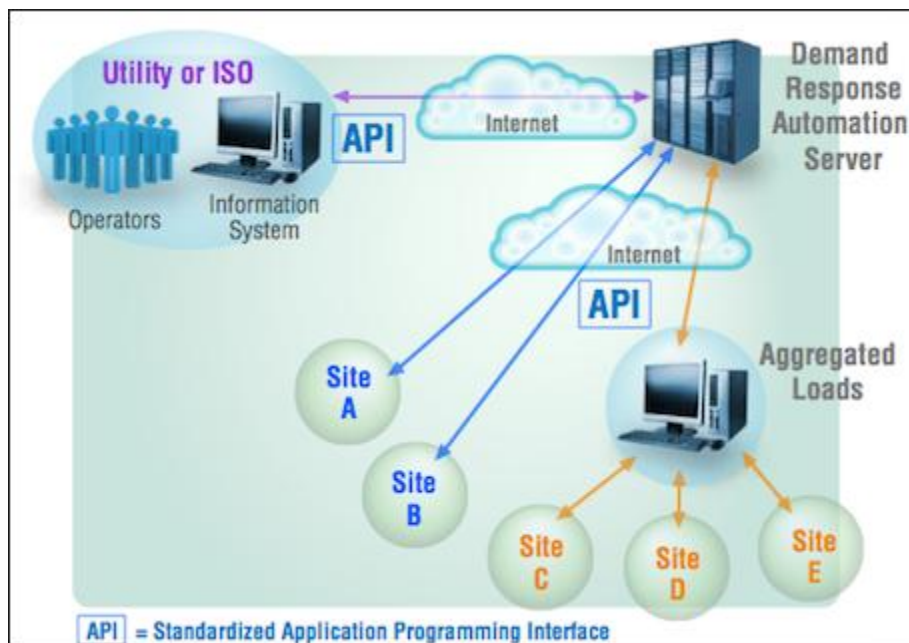 Utility or ISO
Operators
Information
System
API
Internet
Demand
Response
Automation
Server
Internet
API
Aggregated
Loads
Site
A
Site
B
Site
C
Site
D
Site
E
API = Standardized Application Programming Interface